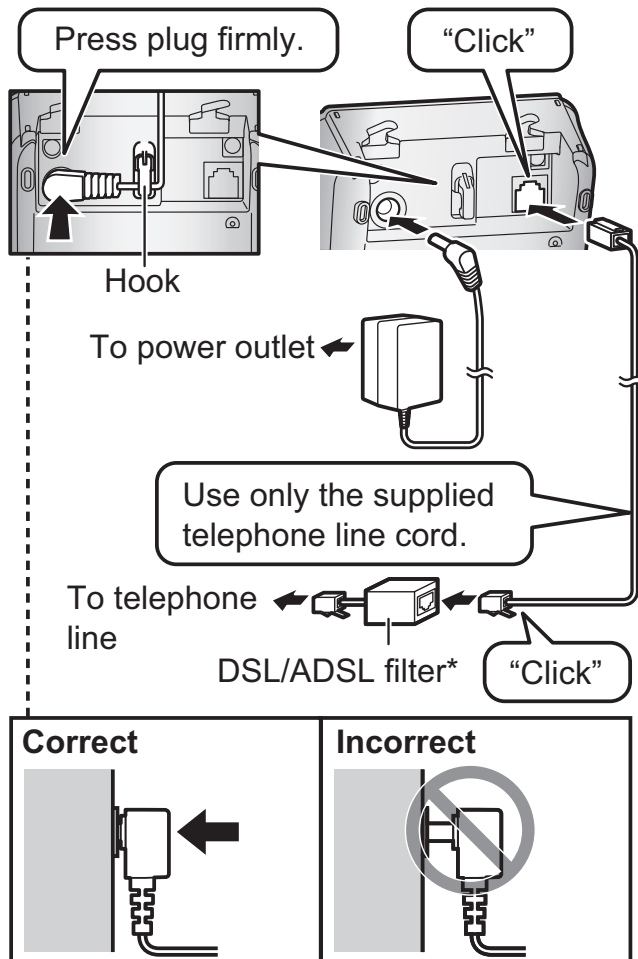 Press plug firmly.
“Click”
Hook
To power outlet
Use only the supplied
telephone line cord.
To telephone
line
DSL/ADSL filter*
“Click”
Correct
Incorrect